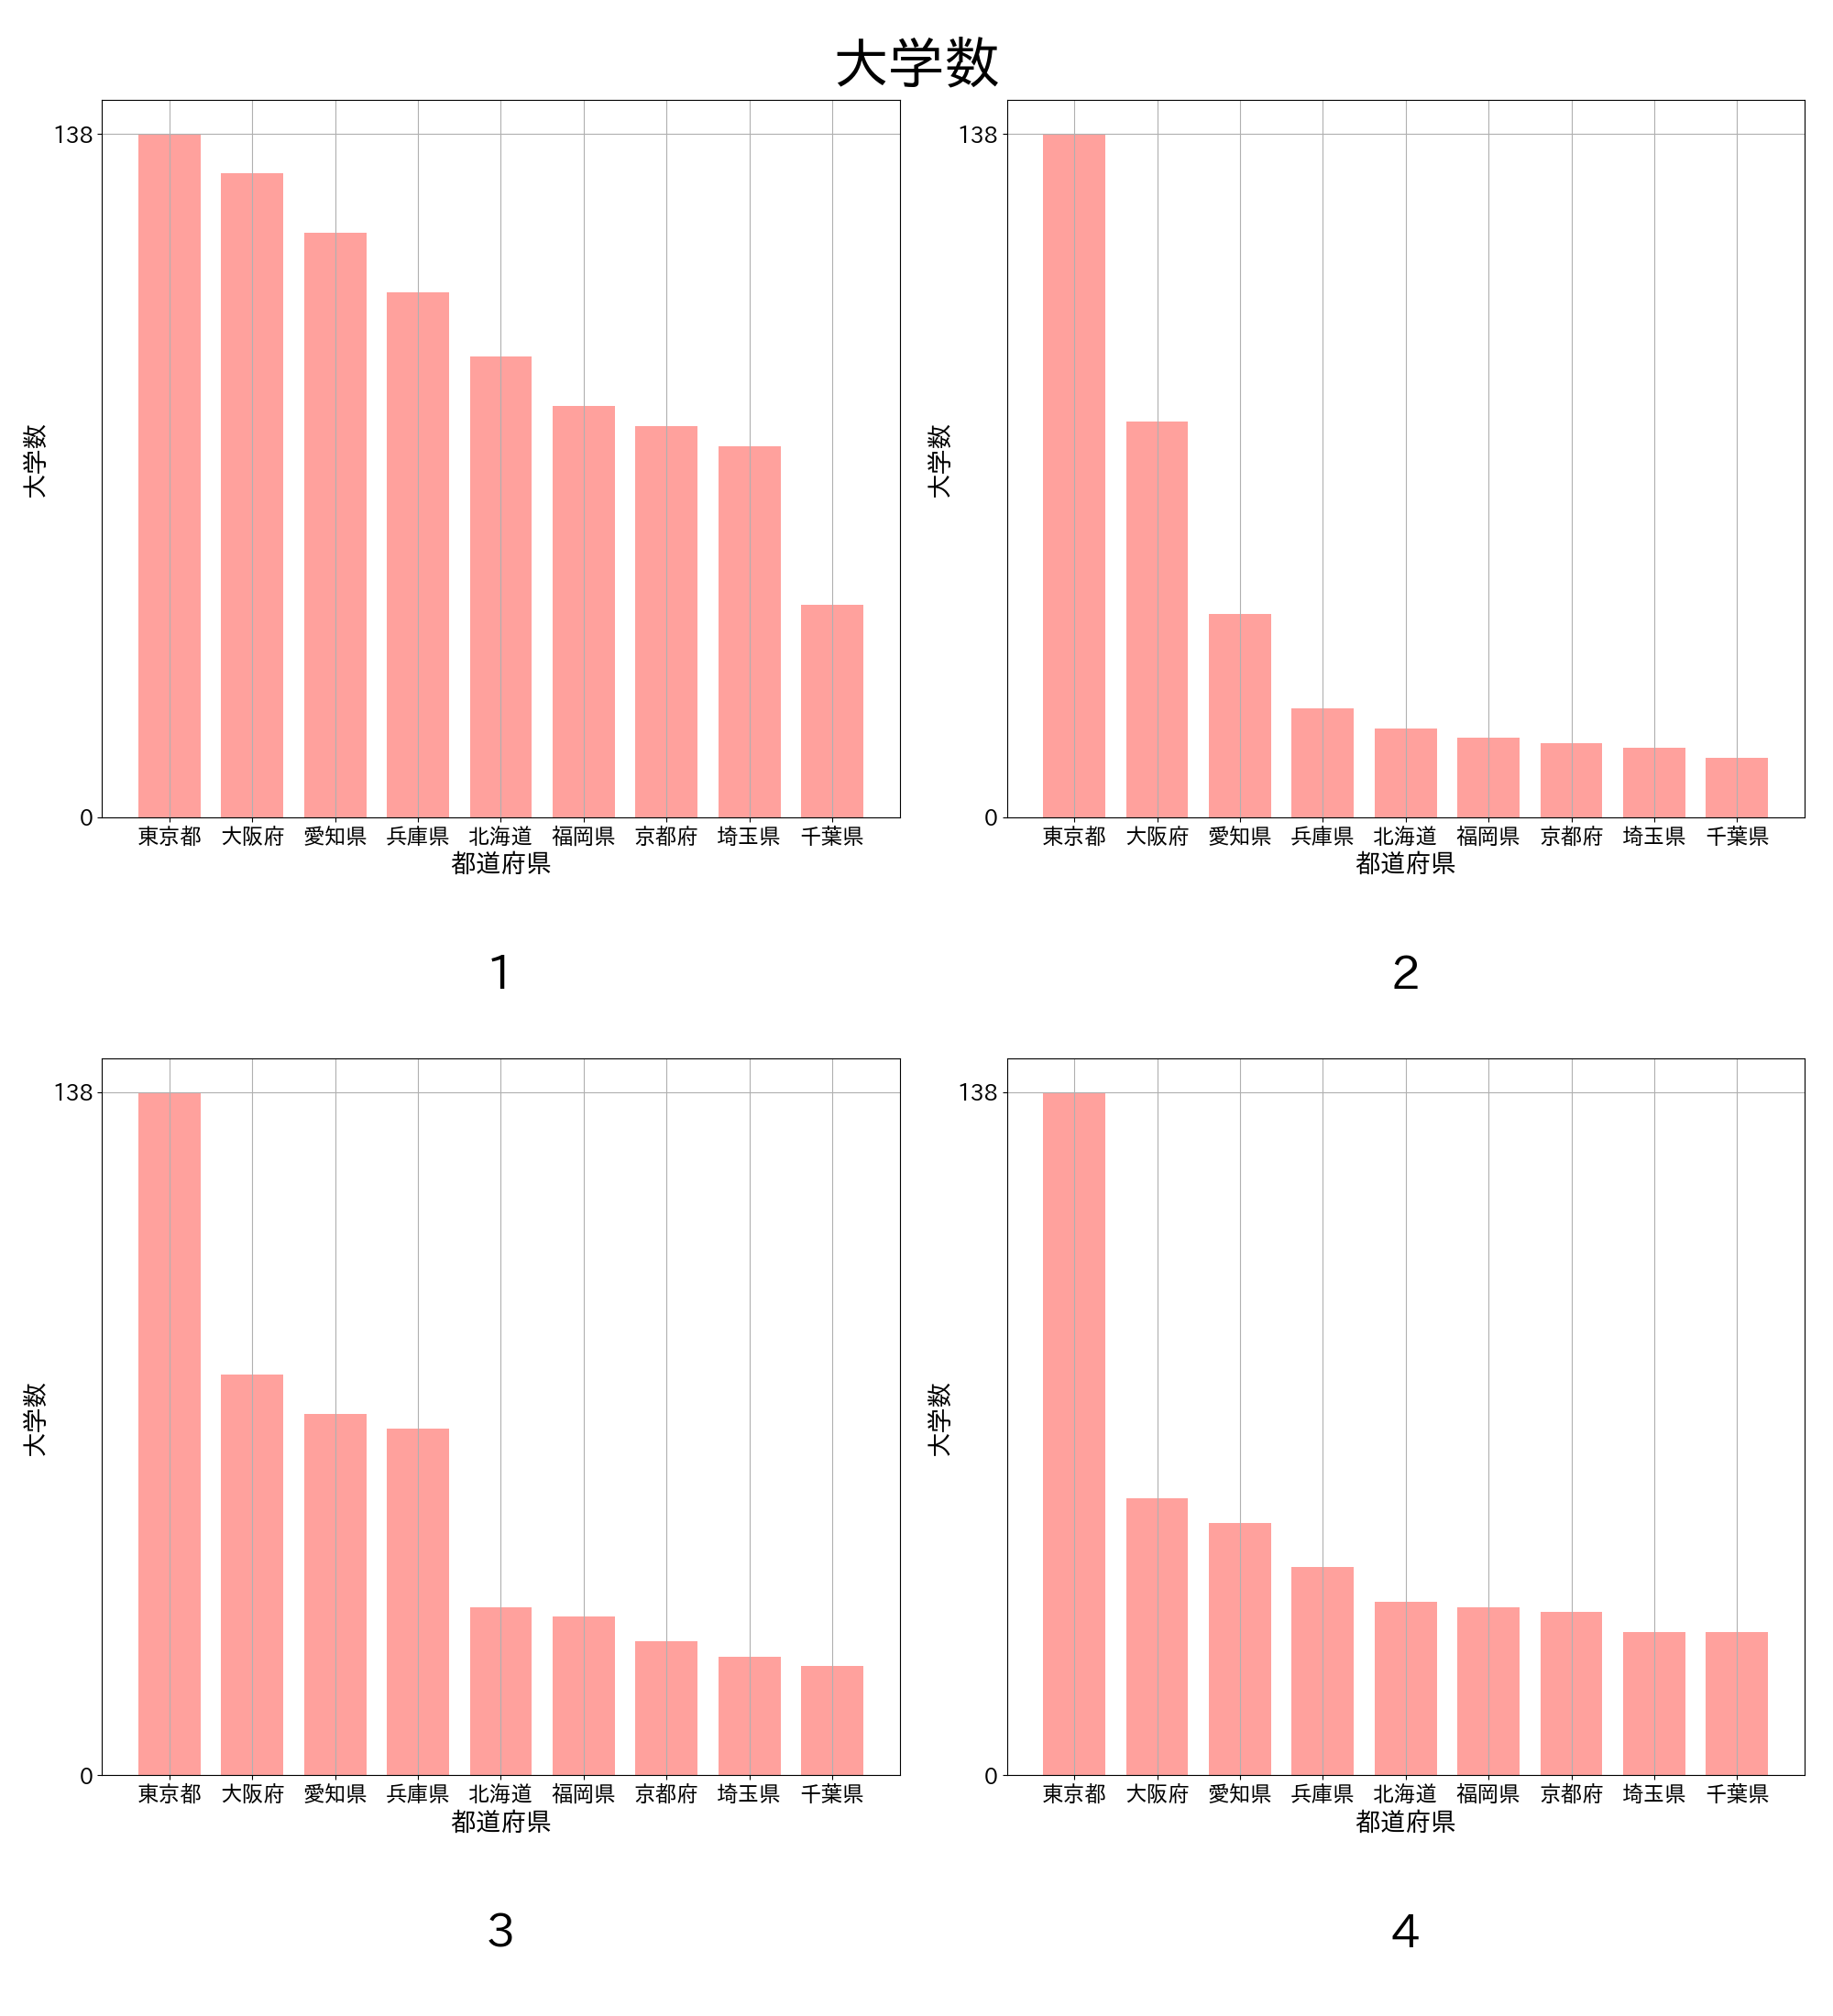 大学数
138
0
大学数
東京都 大阪府 愛知県 兵庫県 北海道 福岡県 京都府 埼玉県 千葉県
都道府県
1
138
0
大学数
東京都 大阪府 愛知県 兵庫県 北海道 福岡県 京都府 埼玉県 千葉県
都道府県
2
138
0
大学数
東京都 大阪府 愛知県 兵庫県 北海道 福岡県 京都府 埼玉県 千葉県
都道府県
3
138
0
大学数
東京都 大阪府 愛知県 兵庫県 北海道 福岡県 京都府 埼玉県 千葉県
都道府県
4